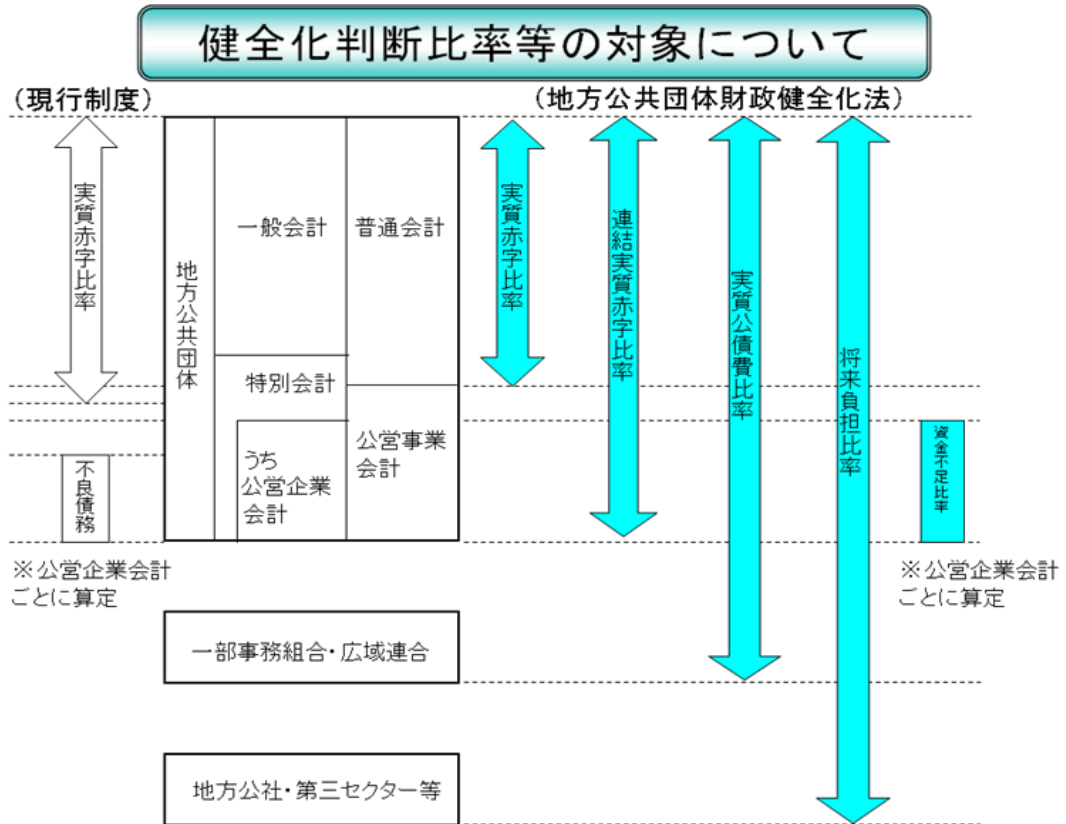 健全化判断比率等の対象について
（現行制度）
（地方公共団体財政健全化法）
実質赤字比率
不良債務
※公営企業会計
ごとに算定
地方公共団体
一般会計
普通会計
特別会計
公営事業
会計
うち
公営企業
会計
一部事務組合・広域連合
地方公社・第三セクター等
実質赤字比率
連結実質赤字比率
実質公債費比率
将来負担比率
資金不足比率
※公営企業会計
ごとに算定